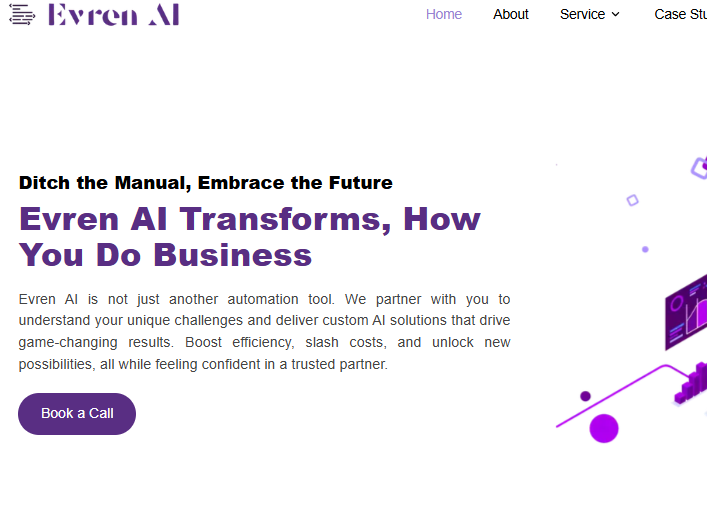 Evren AI
Home About Service Case Stu
Ditch the Manual, Embrace the Future
Evren AI Transforms, How
You Do Business
Evren AI is not just another automation tool. We partner with you to
understand your unique challenges and deliver custom AI solutions that drive
game-changing results. Boost efficiency, slash costs, and unlock new
possibilities, all while feeling confident in a trusted partner.
Book a Call